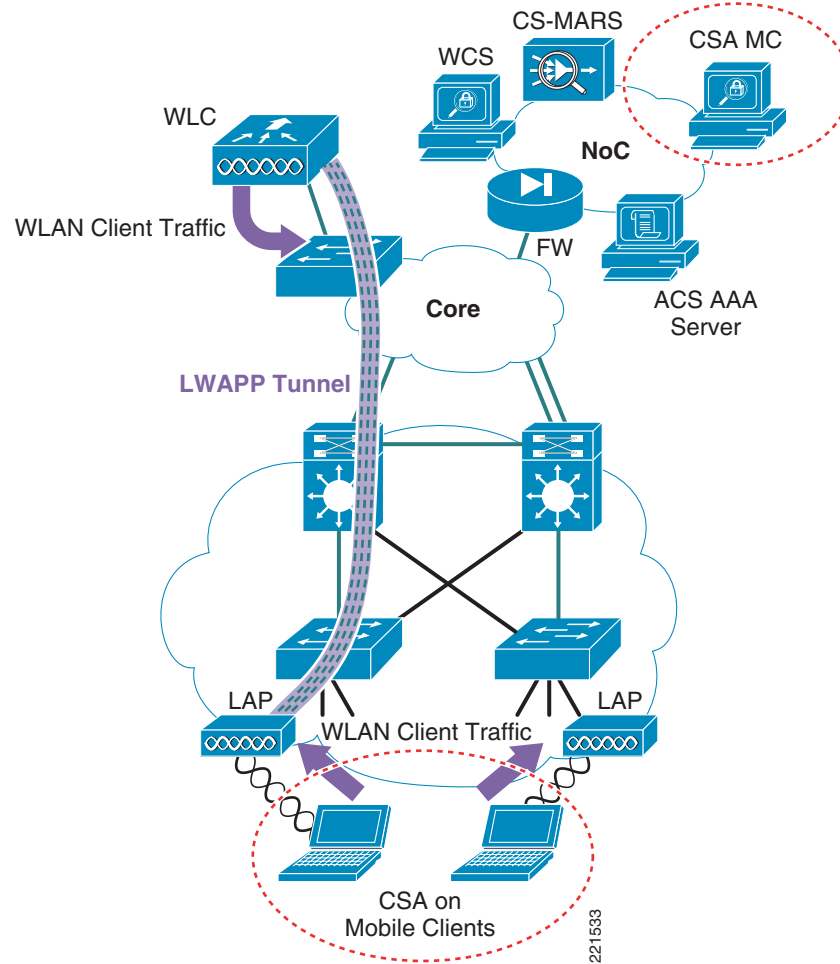 CS-MARS
WCS
CSA MC
WLC
NoC
WLAN Client Traffic
FW
ACS AAA
Server
Core
LWAPP Tunnel
LAP
WLAN Client Traffic
LAP
CSA on
Mobile Clients
221533